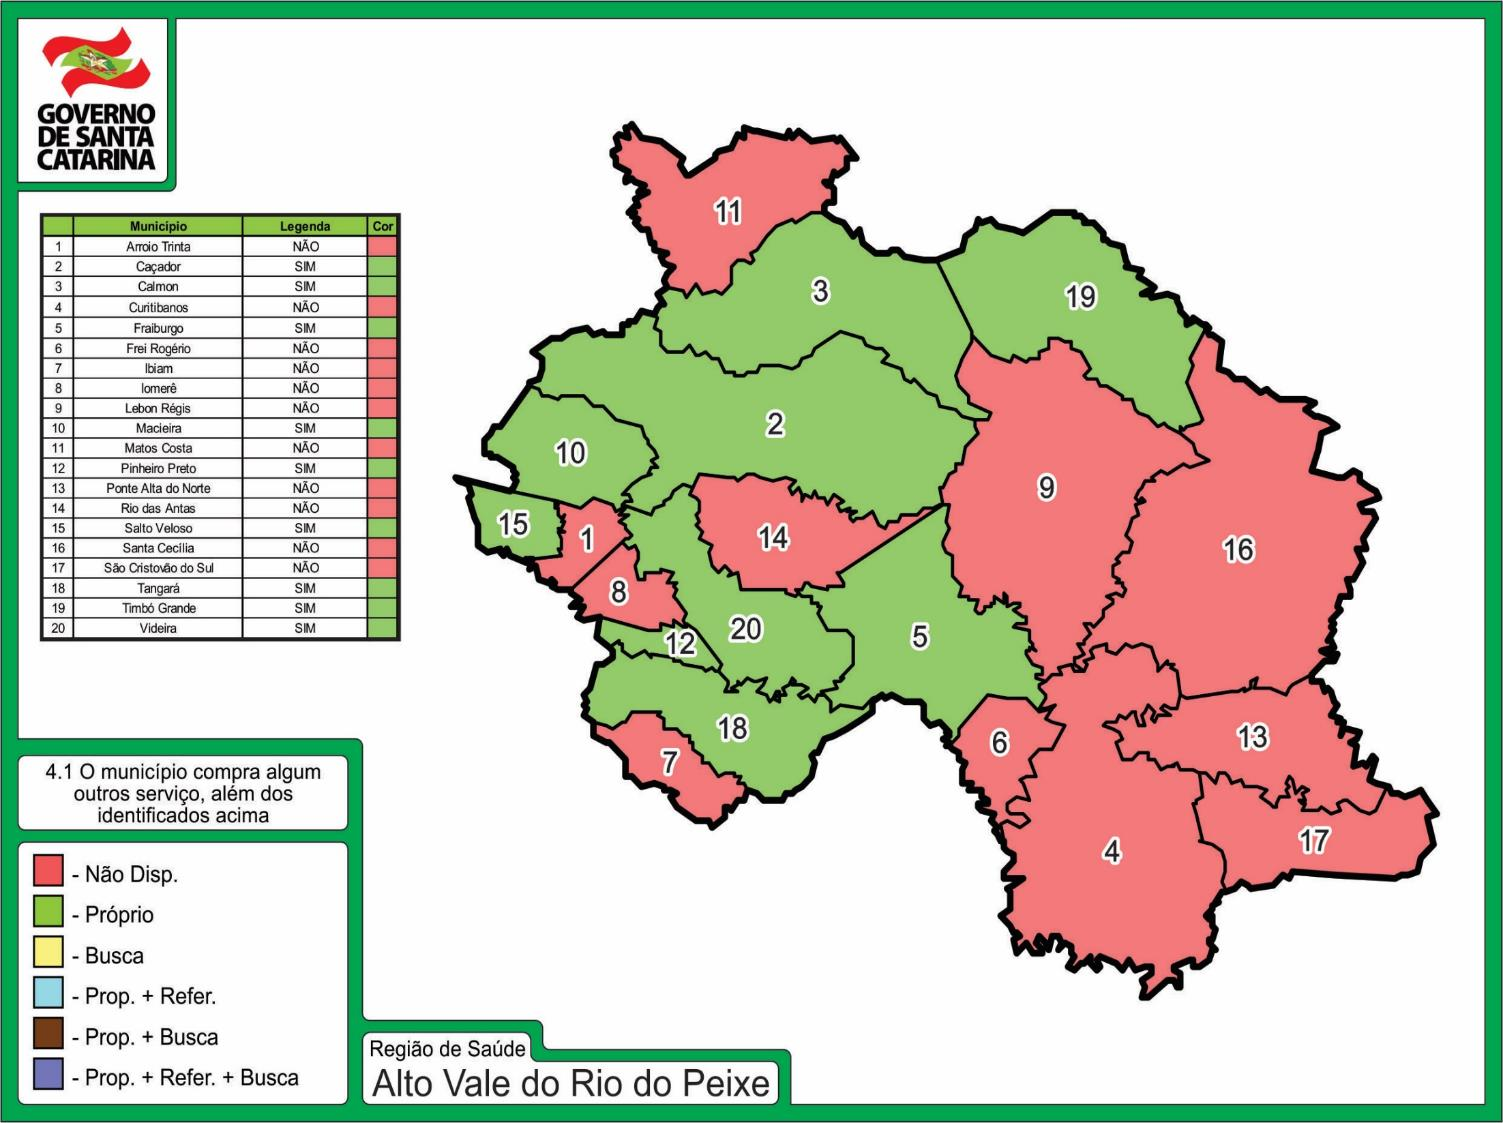 GOVERNO
DE SANTA
CATARINA
Município Legenda Cor
1 Arroio Trinta NÃO
2 Caçador SIM
3 Calmon SIM
4 Curitibanos NÃO
5 Fraiburgo SIM
6 Frei Rogério NÃO
7 Ibiam NÃO
8 Iomerê NÃO
9 Lebon Régis NÃO
10 Macieira SIM
11 Matos Costa NÃO
12 Pinheiro Preto SIM
13 Ponte Alta do Norte NÃO
14 Rio das Antas NÃO
15 Salto Veloso SIM
16 Santa Cecília NÃO
17 São Cristovão do Sul NÃO
18 Tangará SIM
19 Timbó Grande SIM
20 Videira SIM
11
3
19
2
10
9
15
1
14
16
8
20
12
5
18
6
13
7
17
4
4.1 O município compra algum
outros serviço, além dos
identificados acima
- Não Disp.
- Próprio
- Busca
- Prop. + Refer.
- Prop. + Busca
- Prop. + Refer. + Busca
Região de Saúde
Alto Vale do Rio do Peixe